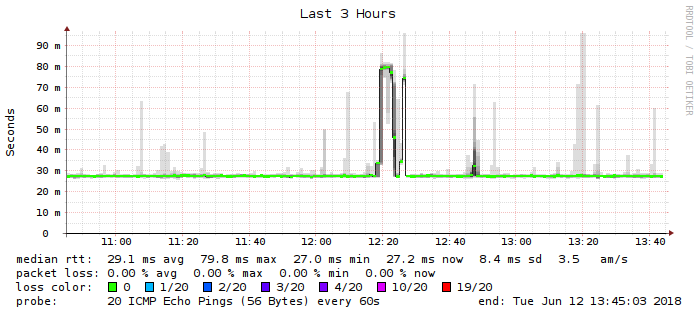 Last 3 Hours
RRDTOOL / TOBI OETIKER
Seconds
90 m
80 m
70 m
60 m
50 m
40 m
30 m
20 m
10 m
0
11:00 11:20 11:40 12:00 12:20 12:40 13:00 13:20 13:40
median rtt: 29.1 ms avg 79.8 ms max 27.0 ms min 27.2 ms now 8.4 ms sd 3.5 am/s
packet loss: 0.00 % avg 0.00 % max 0.00 % min 0.00 % now
loss color: 0 1/20 2/20 3/20 4/20 10/20 19/20
probe: 20 ICMP Echo Pings (56 Bytes) every 60s end: Tue Jun 12 13:45:03 2018